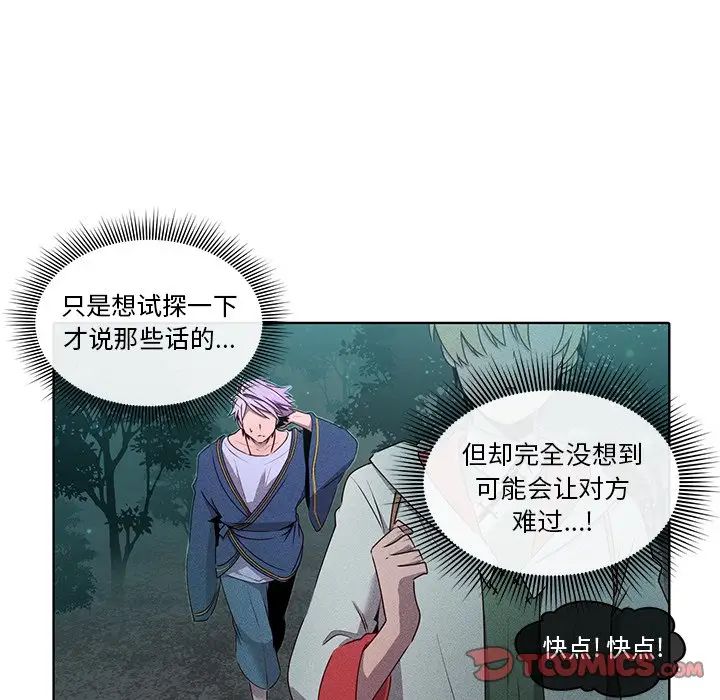 只是想试探一下
才说那些话的...
但却完全没想到
可能会让对方
难过...!
快点! 快点!
TCOMICS.COM